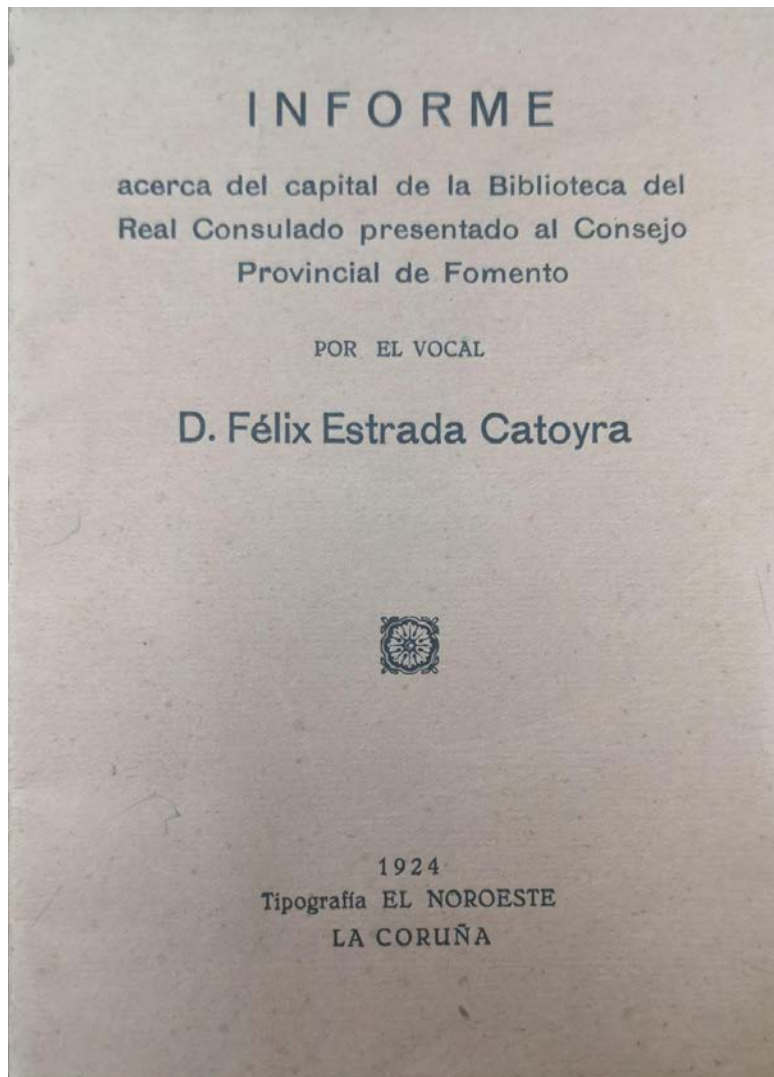 INFORME
acerca del capital de la Biblioteca del
Real Consulado presentado al Consejo
Provincial de Fomento
POR EL VOCAL
D. Félix Estrada Catoyra
1924
Tipografía EL NOROESTE
LA CORUÑA